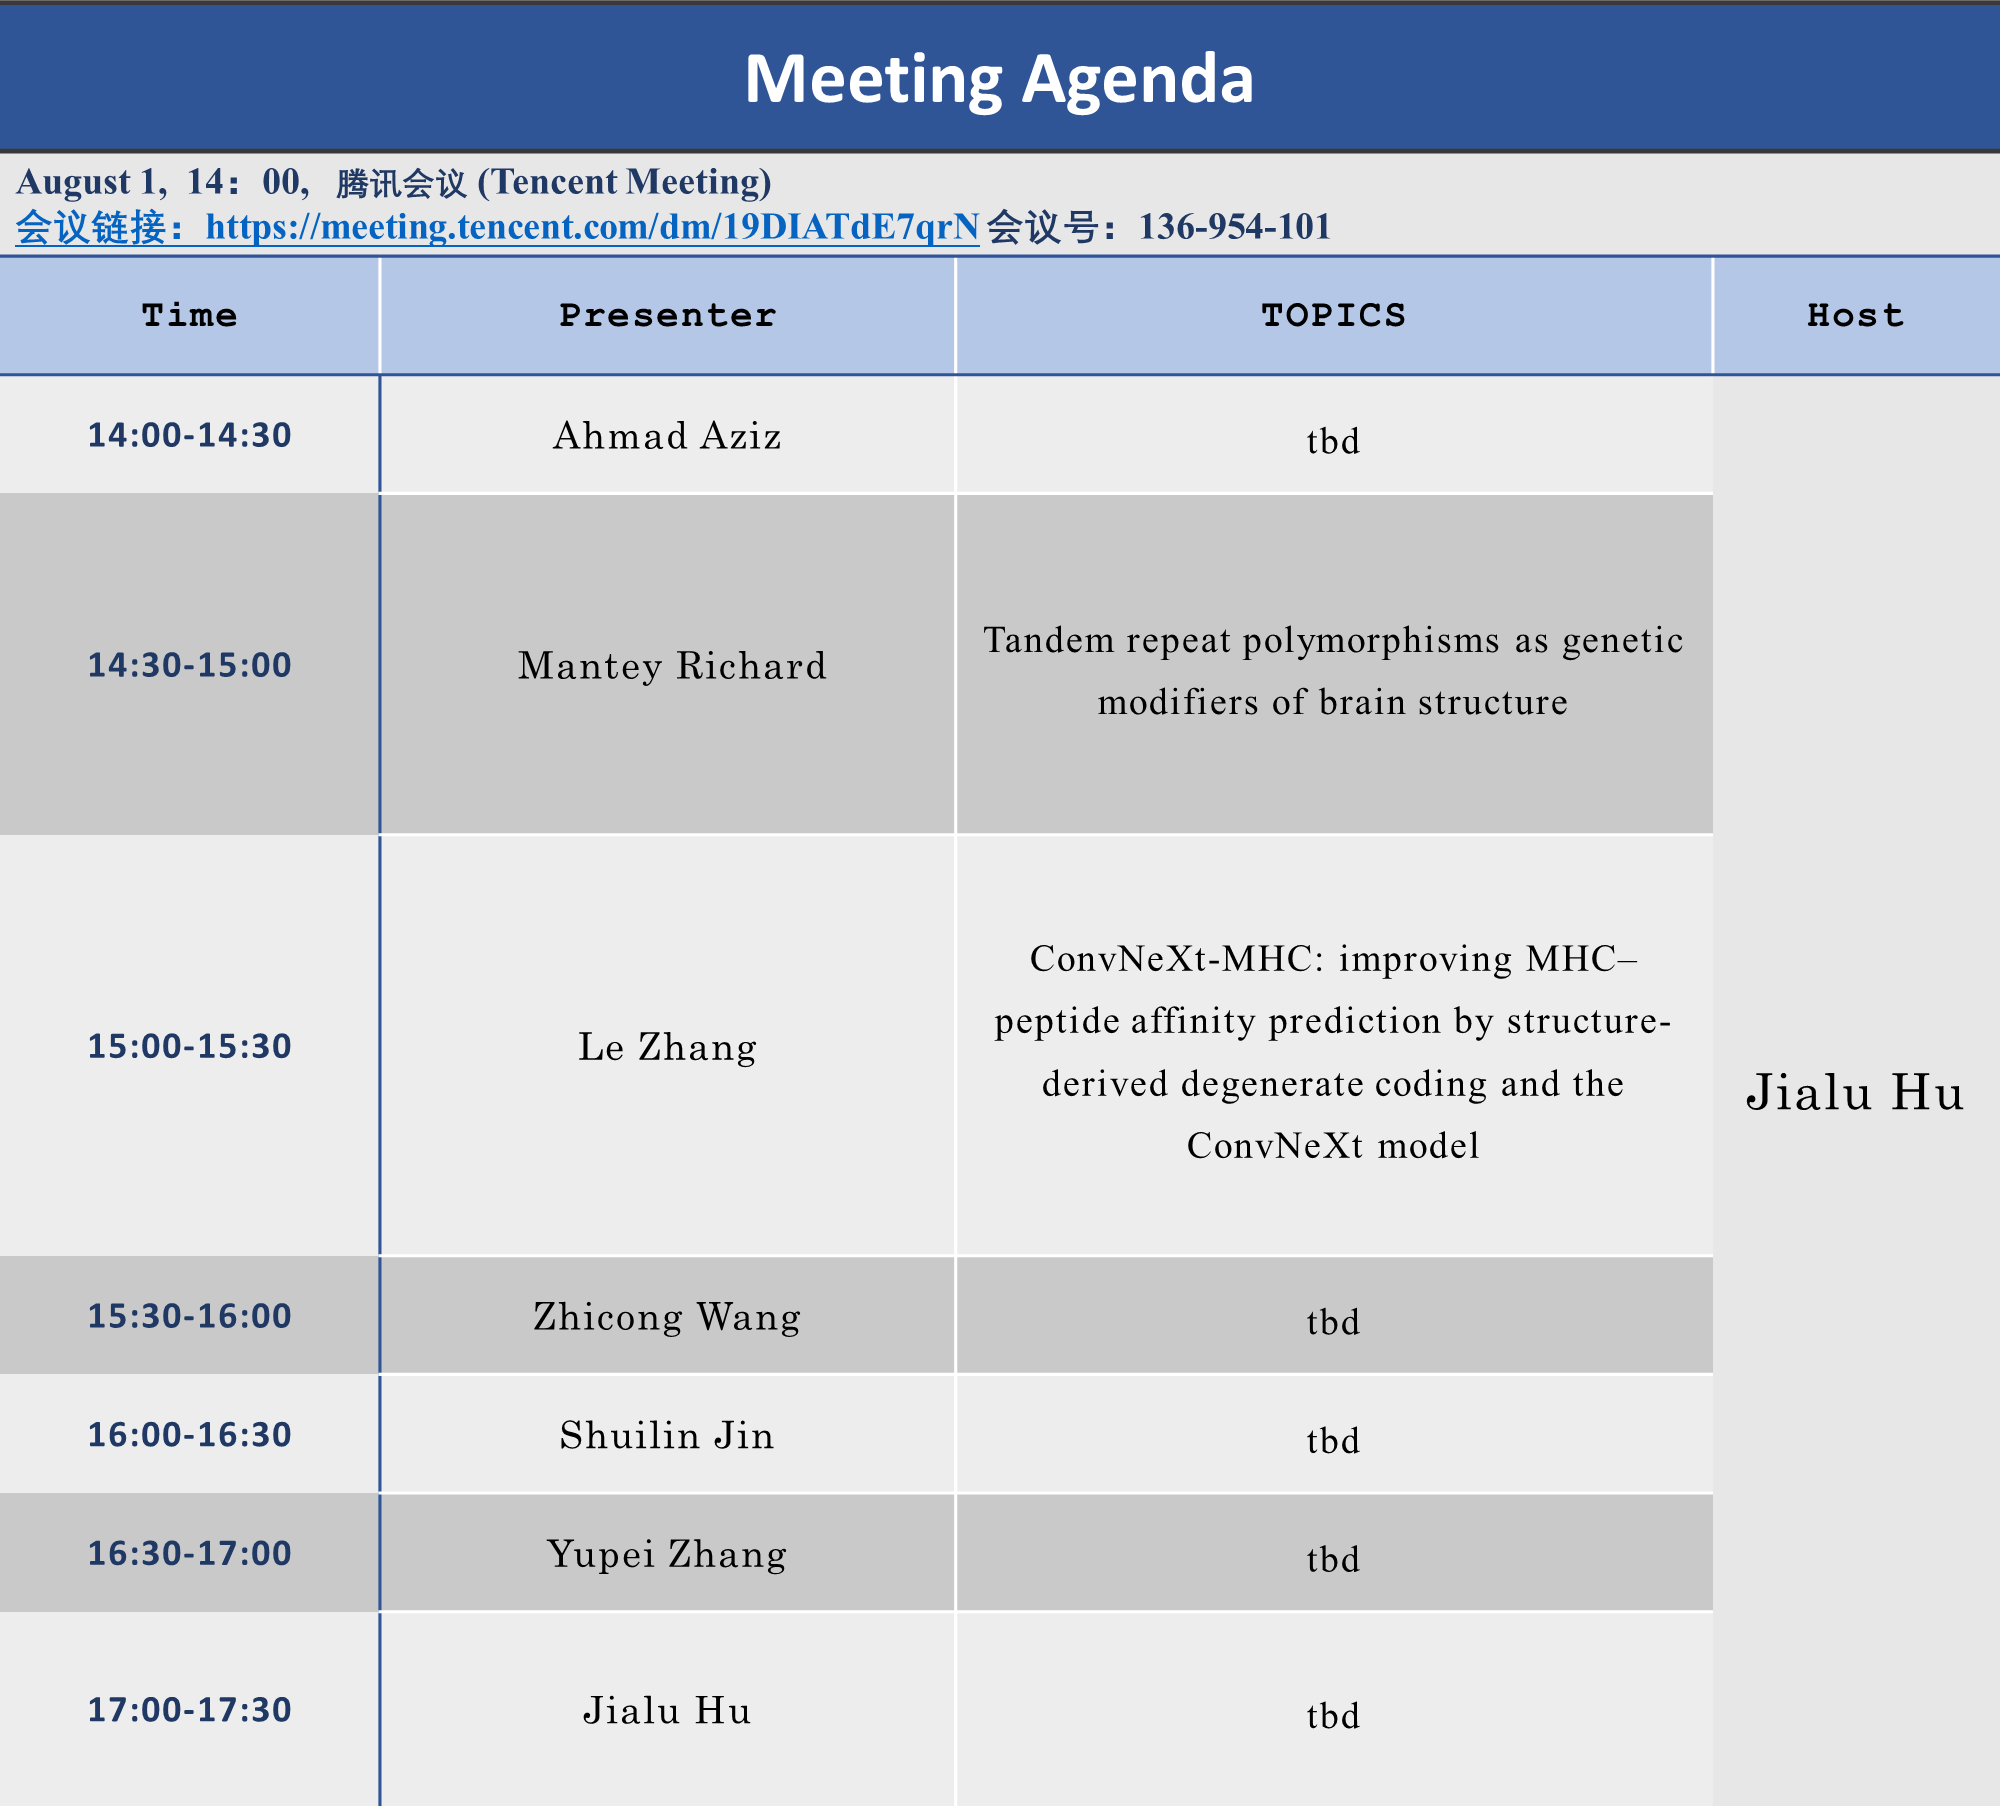 Meeting Agenda
August 1,  14：00,   腾讯会议 (Tencent Meeting)
会议链接：https://meeting.tencent.com/dm/19DIATdE7qrN 会议号：136-954-101
Time Presenter TOPICS Host
14:00-14:30 Ahmad Aziz tbd
14:30-15:00 Mantey Richard
Tandem repeat polymorphisms as genetic
modifiers of brain structure
15:00-15:30 Le Zhang
ConvNeXt-MHC: improving MHC–
peptide affinity prediction by structure-
derived degenerate coding and the
ConvNeXt model
Jialu Hu
15:30-16:00 Zhicong Wang tbd
16:00-16:30 Shuilin Jin tbd
16:30-17:00 Yupei Zhang tbd
17:00-17:30 Jialu Hu tbd